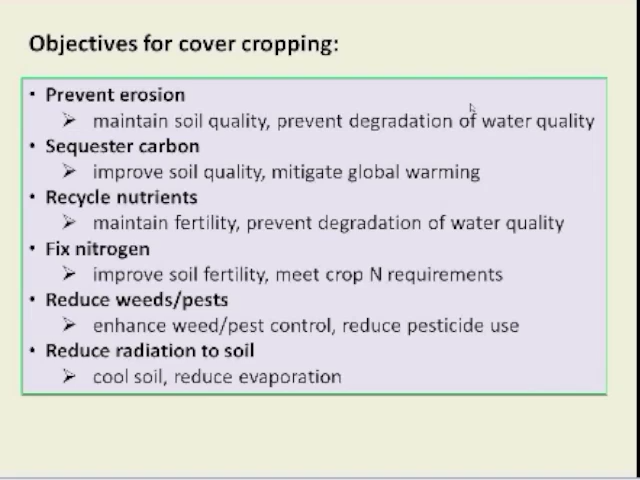 Objectives for cover cropping:
• Prevent erosion
➢ maintain soil quality, prevent degradation of water quality
• Sequester carbon
➢ improve soil quality, mitigate global warming
• Recycle nutrients
➢ maintain fertility, prevent degradation of water quality
• Fix nitrogen
➢ improve soil fertility, meet crop N requirements
• Reduce weeds/pests
➢ enhance weed/pest control, reduce pesticide use
• Reduce radiation to soil
➢ cool soil, reduce evaporation